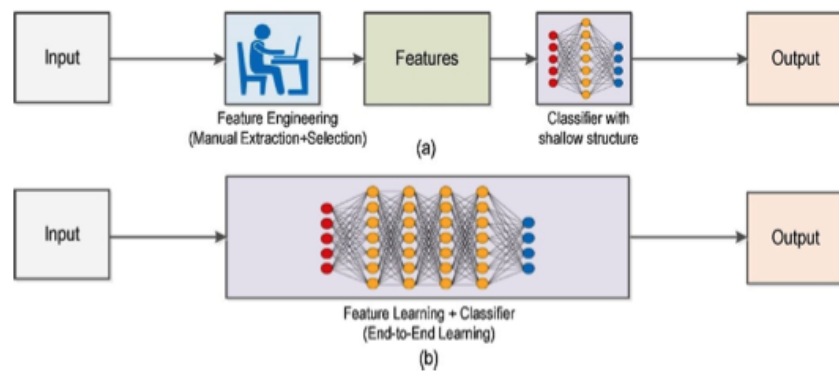 Input
Features
Output
Feature Engineering
(Manual Extraction+Selection)
Classifier with
shallow structure
(a)
Input
Output
Feature Learning + Classifier
(End-to-End Learning)
(b)